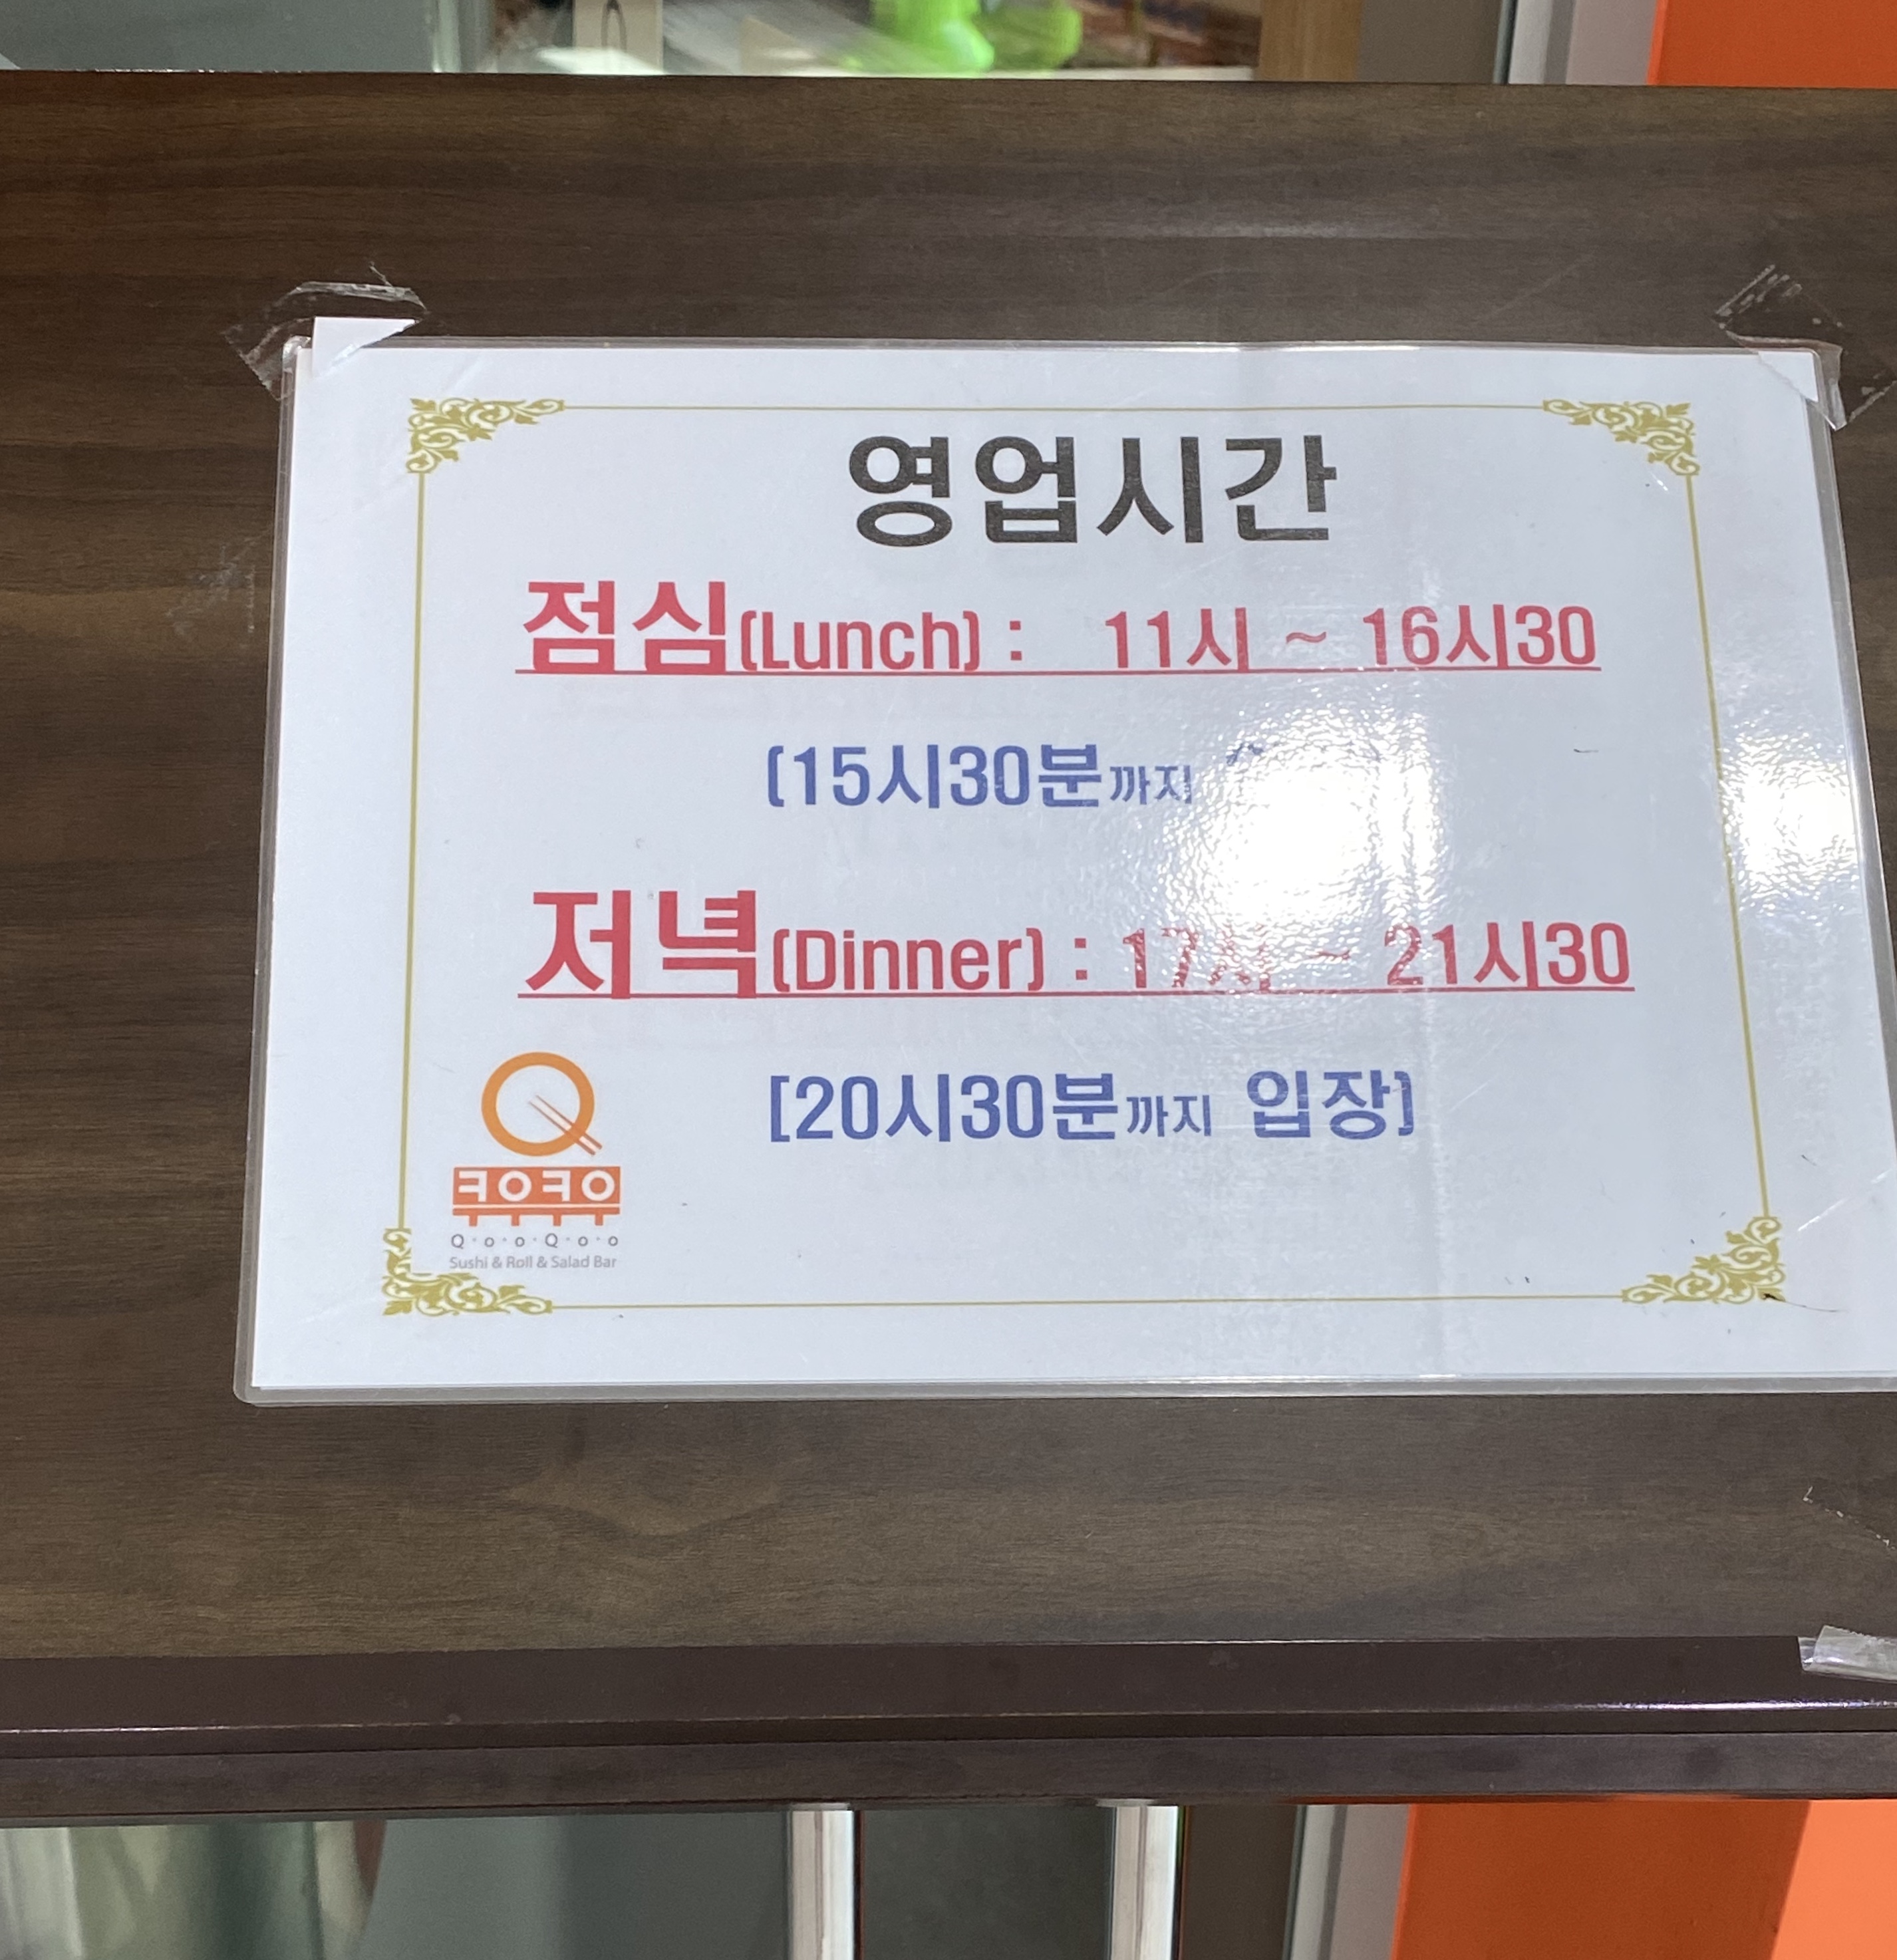 영업시간
점심(Lunch) : 11시 ~ 16시30
(15시30분까지
저녁(Dinner) : 17시 ~ 21시30
[20시30분까지 입장]
쿠우쿠우
Q·o·o·Q·o·o
Sushi & Roll & Salad Bar